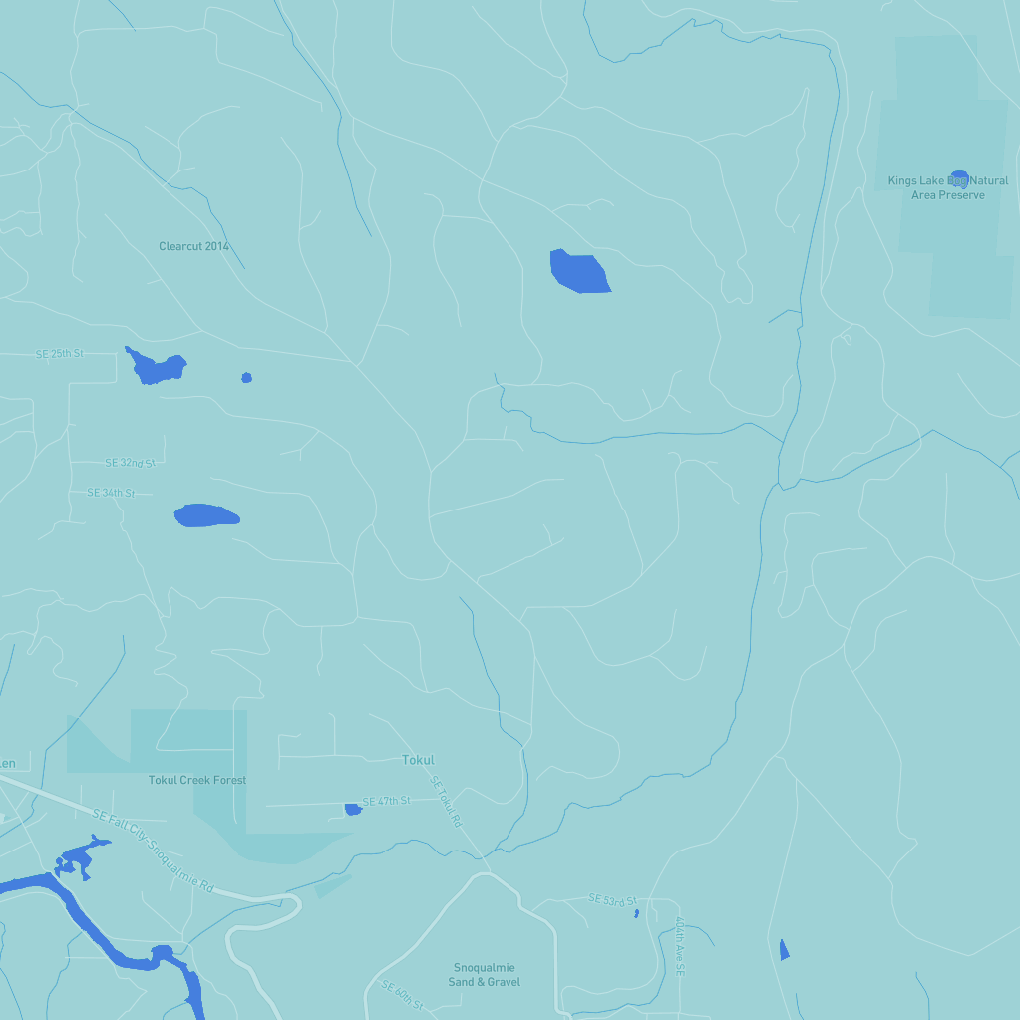 Kings Lake Bog Natural
Area Preserve
Clearcut 2014
SE 25th St
SE 32nd St
SE 34th St
len
Tokul
Tokul Creek Forest
SE Tokul Rd
SE 47th St
SE Fall City-Snoqualmie Rd
SE 53rd St
404th Ave SE
Snoqualmie
Sand & Gravel
SE 60th St